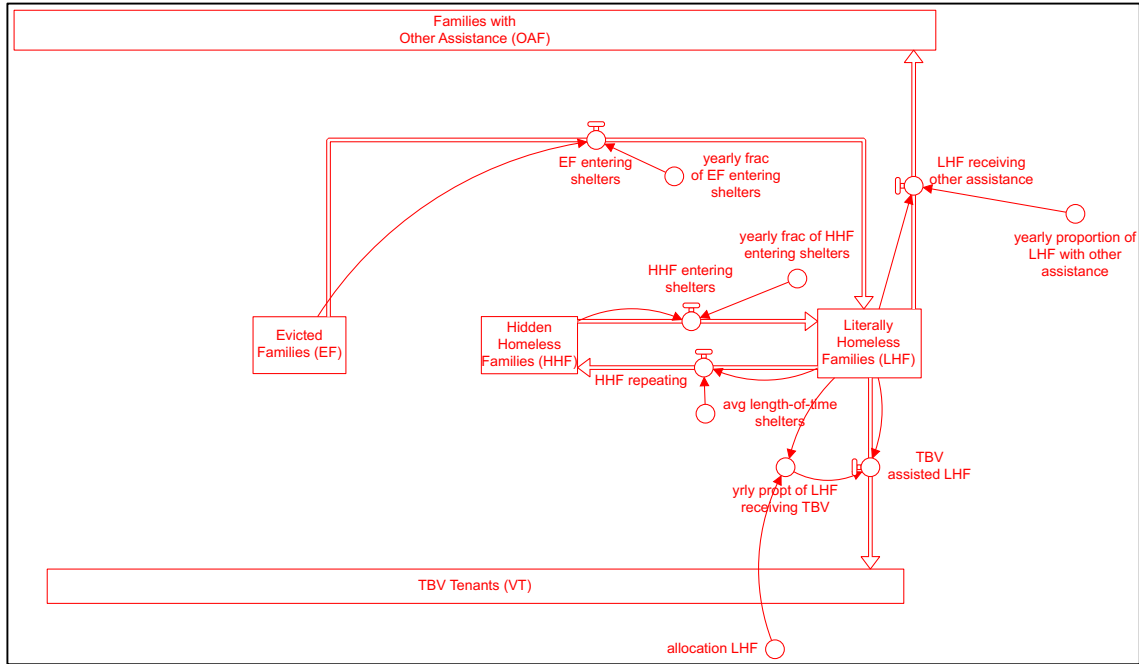 Families with
Other Assistance (OAF)
EF entering
shelters
yearly frac
of EF entering
shelters
LHF receiving
other assistance
yearly proportion of
LHF with other
assistance
yearly frac of HHF
entering shelters
HHF entering
shelters
Evicted
Families (EF)
Hidden
Homeless
Families (HHF)
Literally
Homeless
Families (LHF)
HHF repeating
avg length-of-time
shelters
TBV
assisted LHF
yrly propt of LHF
receiving TBV
TBV Tenants (VT)
allocation LHF